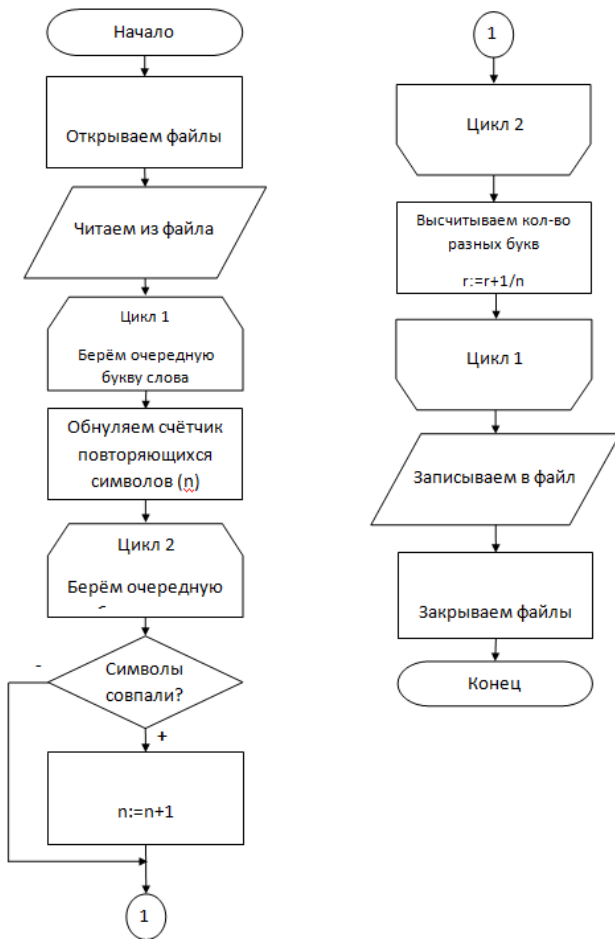 Начало
Открываем файлы
Читаем из файла
Цикл 1
Берём очередную
букву слова
Обнуляем счётчик
повторяющихся
символов (n)
Цикл 2
Берём очередную
-
Символы
совпали?
+
n:=n+1
1
1
Цикл 2
Высчитываем кол-во
разных букв
r:=r+1/n
Цикл 1
Записываем в файл
Закрываем файлы
Конец